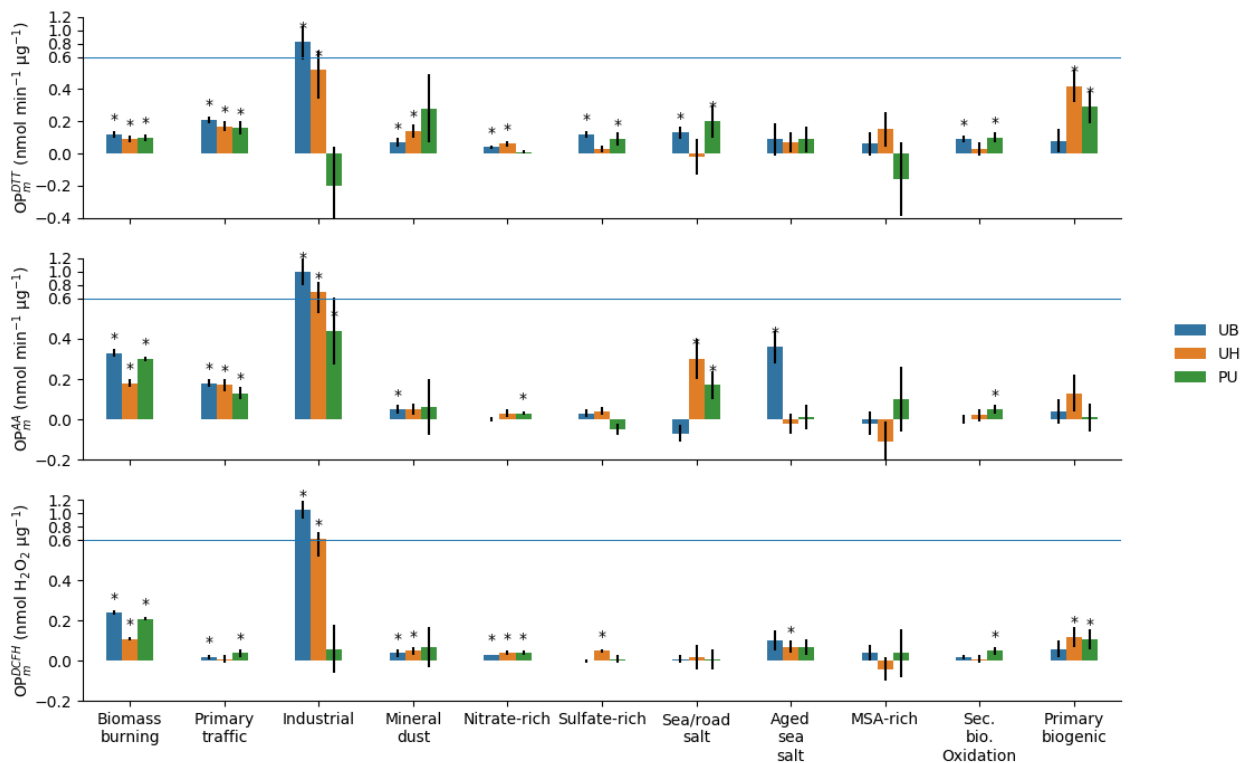 OP_m^DTT (nmol min⁻¹ µg⁻¹)
1.2
1.0
0.8
0.6
0.4
0.2
0.0
−0.2
−0.4
* * * * * * * * * * * * * * * * * * * *
OP_m^AA (nmol min⁻¹ µg⁻¹)
1.2
1.0
0.8
0.6
0.4
0.2
0.0
−0.2
* * * * * * * * * * * * * * *
UB
UH
PU
OP_m^DCFH (nmol H₂O₂ µg⁻¹)
1.2
1.0
0.8
0.6
0.4
0.2
0.0
−0.2
* * * * * * * * * * * * * * * * *
Biomass burning
Primary traffic
Industrial
Mineral dust
Nitrate-rich
Sulfate-rich
Sea/road salt
Aged sea salt
MSA-rich
Sec. bio. Oxidation
Primary biogenic